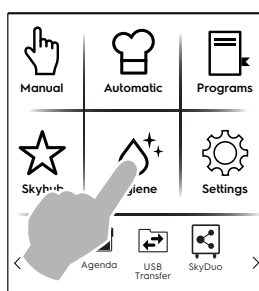 Manual
Automatic
Programs
Skyhub
giene
Settings
Agenda
USB
Transfer
SkyDuo